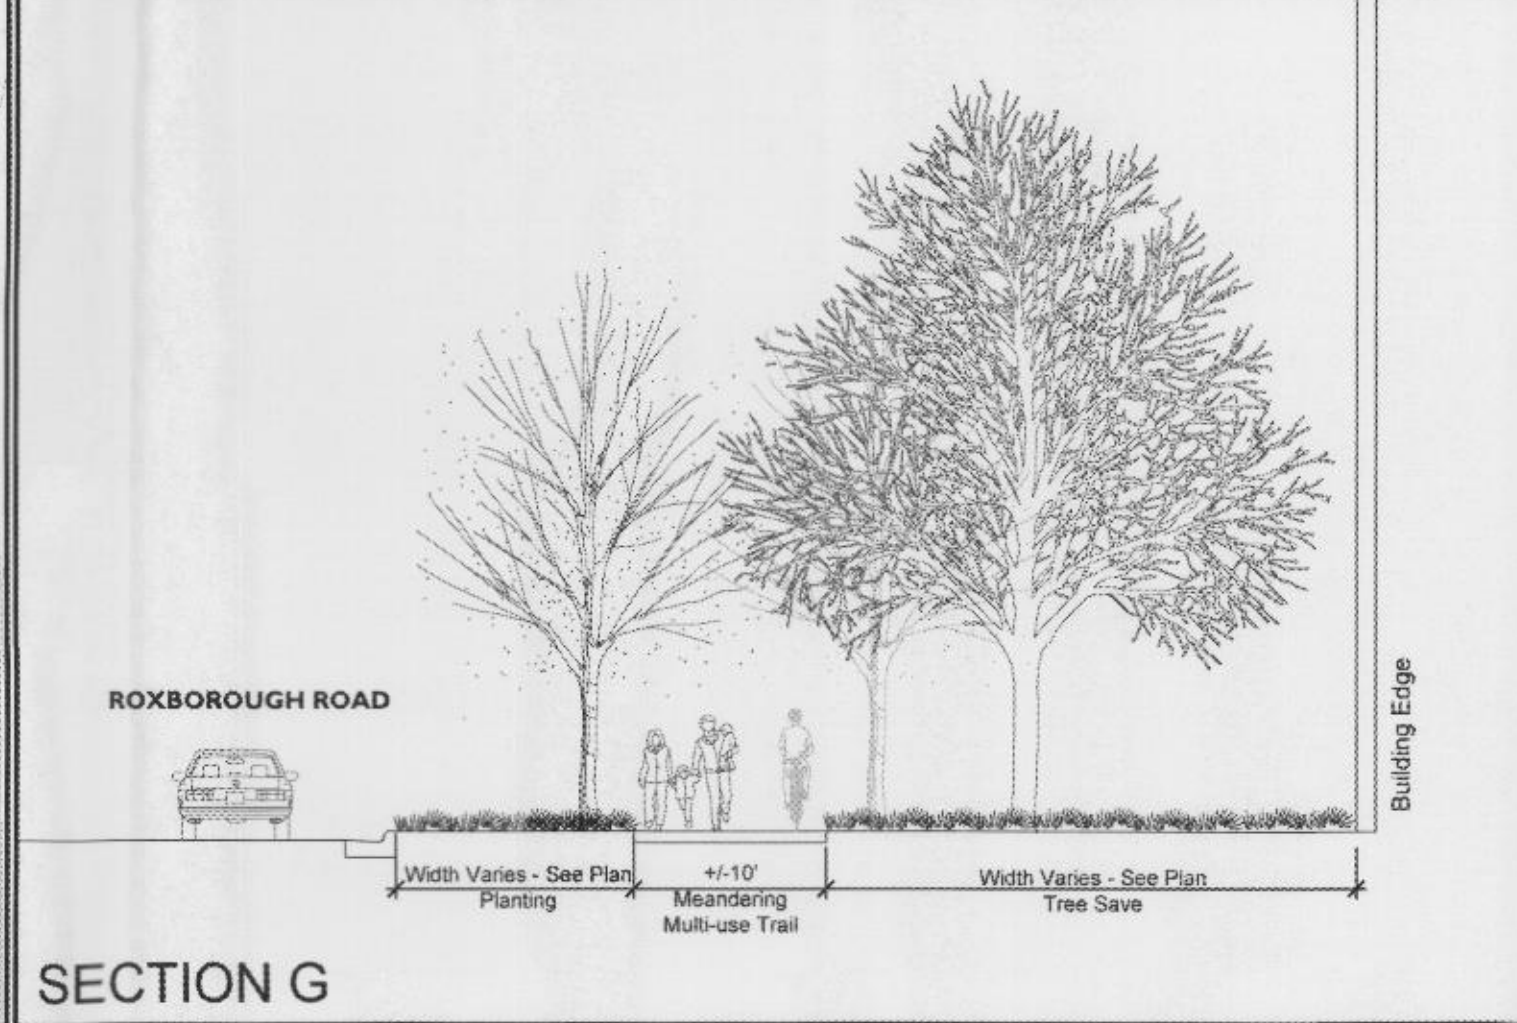 ROXBOROUGH ROAD
Building Edge
Width Varies - See Plan
Planting
+/-10'
Meandering
Multi-use Trail
Width Varies - See Plan
Tree Save
SECTION G